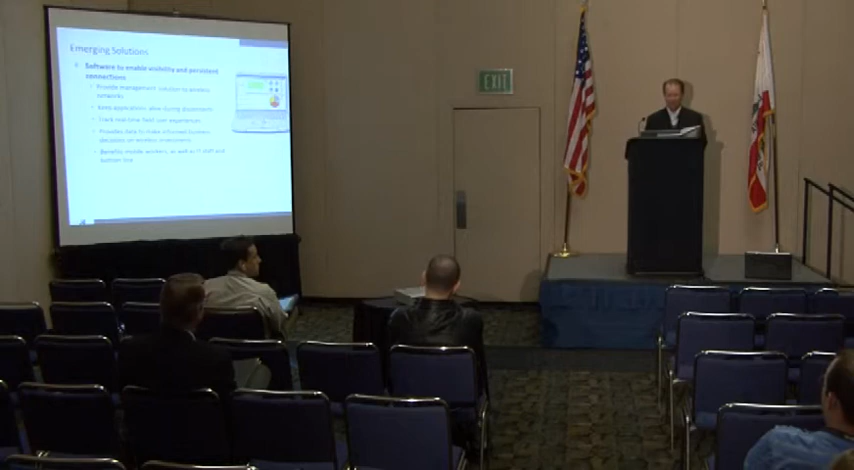 Emerging Solutions
Software to enable visibility and persistent
connections
Provide management solution to wireless
networks
Keep applications alive during disconnects
Track real-time field user experiences
Provides data to make informed business
decision on wireless investments
Benefits mobile workers, as well as IT staff and
bottom line
EXIT